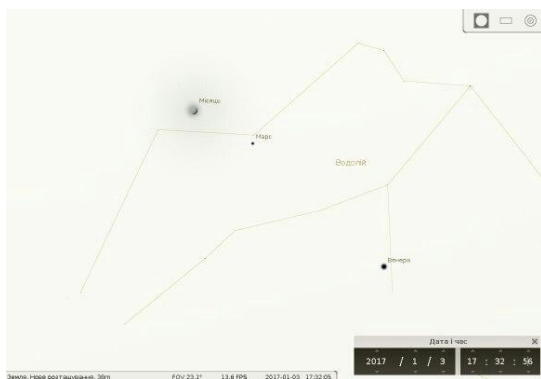 Місяць
Марс
Водолій
Венера
Дата і час
2017 / 1 / 3 17 : 32 : 56
Земля, Нове розташування, 38m FOV 23.2° 13.6 FPS 2017-01-03 17:32:05